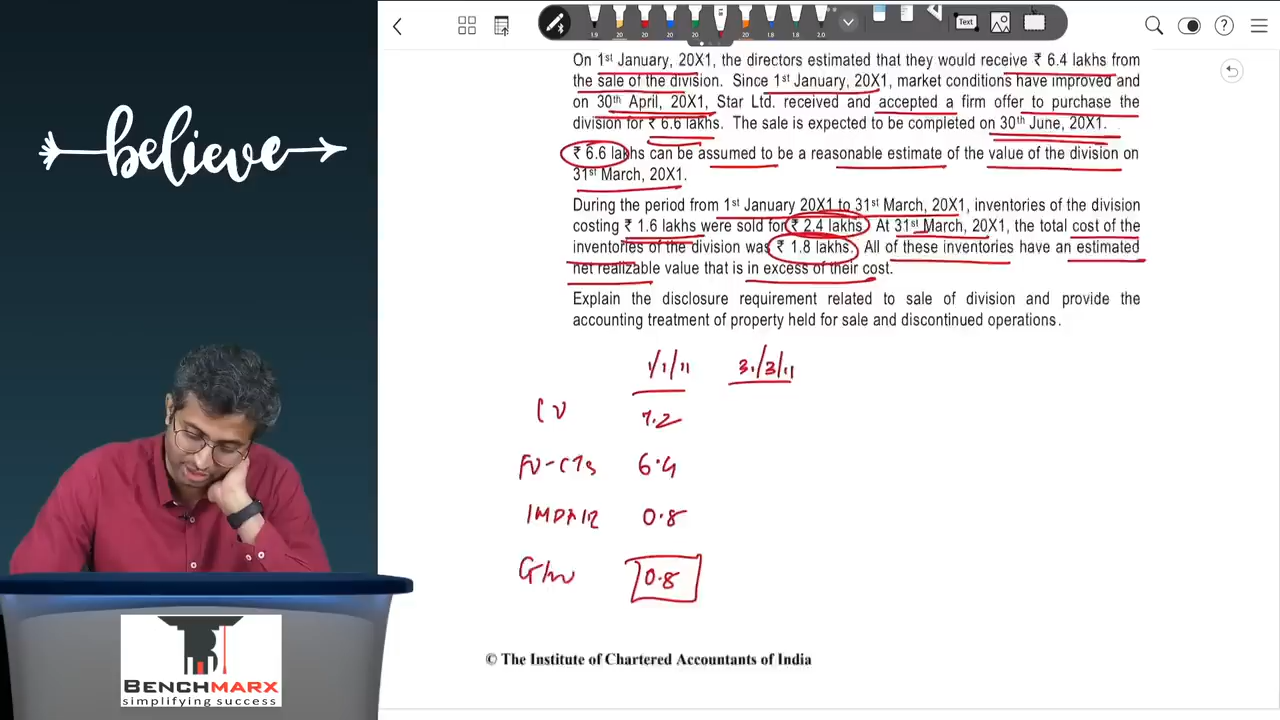 believe
On 1st January, 20X1, the directors estimated that they would receive ₹ 6.4 lakhs from
the sale of the division. Since 1st January, 20X1, market conditions have improved and
on 30th April, 20X1, Star Ltd. received and accepted a firm offer to purchase the
division for ₹ 6.6 lakhs. The sale is expected to be completed on 30th June, 20X1.
₹ 6.6 lakhs can be assumed to be a reasonable estimate of the value of the division on
31st March, 20X1.
During the period from 1st January 20X1 to 31st March, 20X1, inventories of the division
costing ₹ 1.6 lakhs were sold for ₹ 2.4 lakhs. At 31st March, 20X1, the total cost of the
inventories of the division was ₹ 1.8 lakhs. All of these inventories have an estimated
net realizable value that is in excess of their cost.
Explain the disclosure requirement related to sale of division and provide the
accounting treatment of property held for sale and discontinued operations.
1/1/11 31/3/11
CV 7.2
FV-CTS 6.4
IMPAIR 0.8
G/W 0.8
© The Institute of Chartered Accountants of India
BENCHMARX
simplifying success
Text